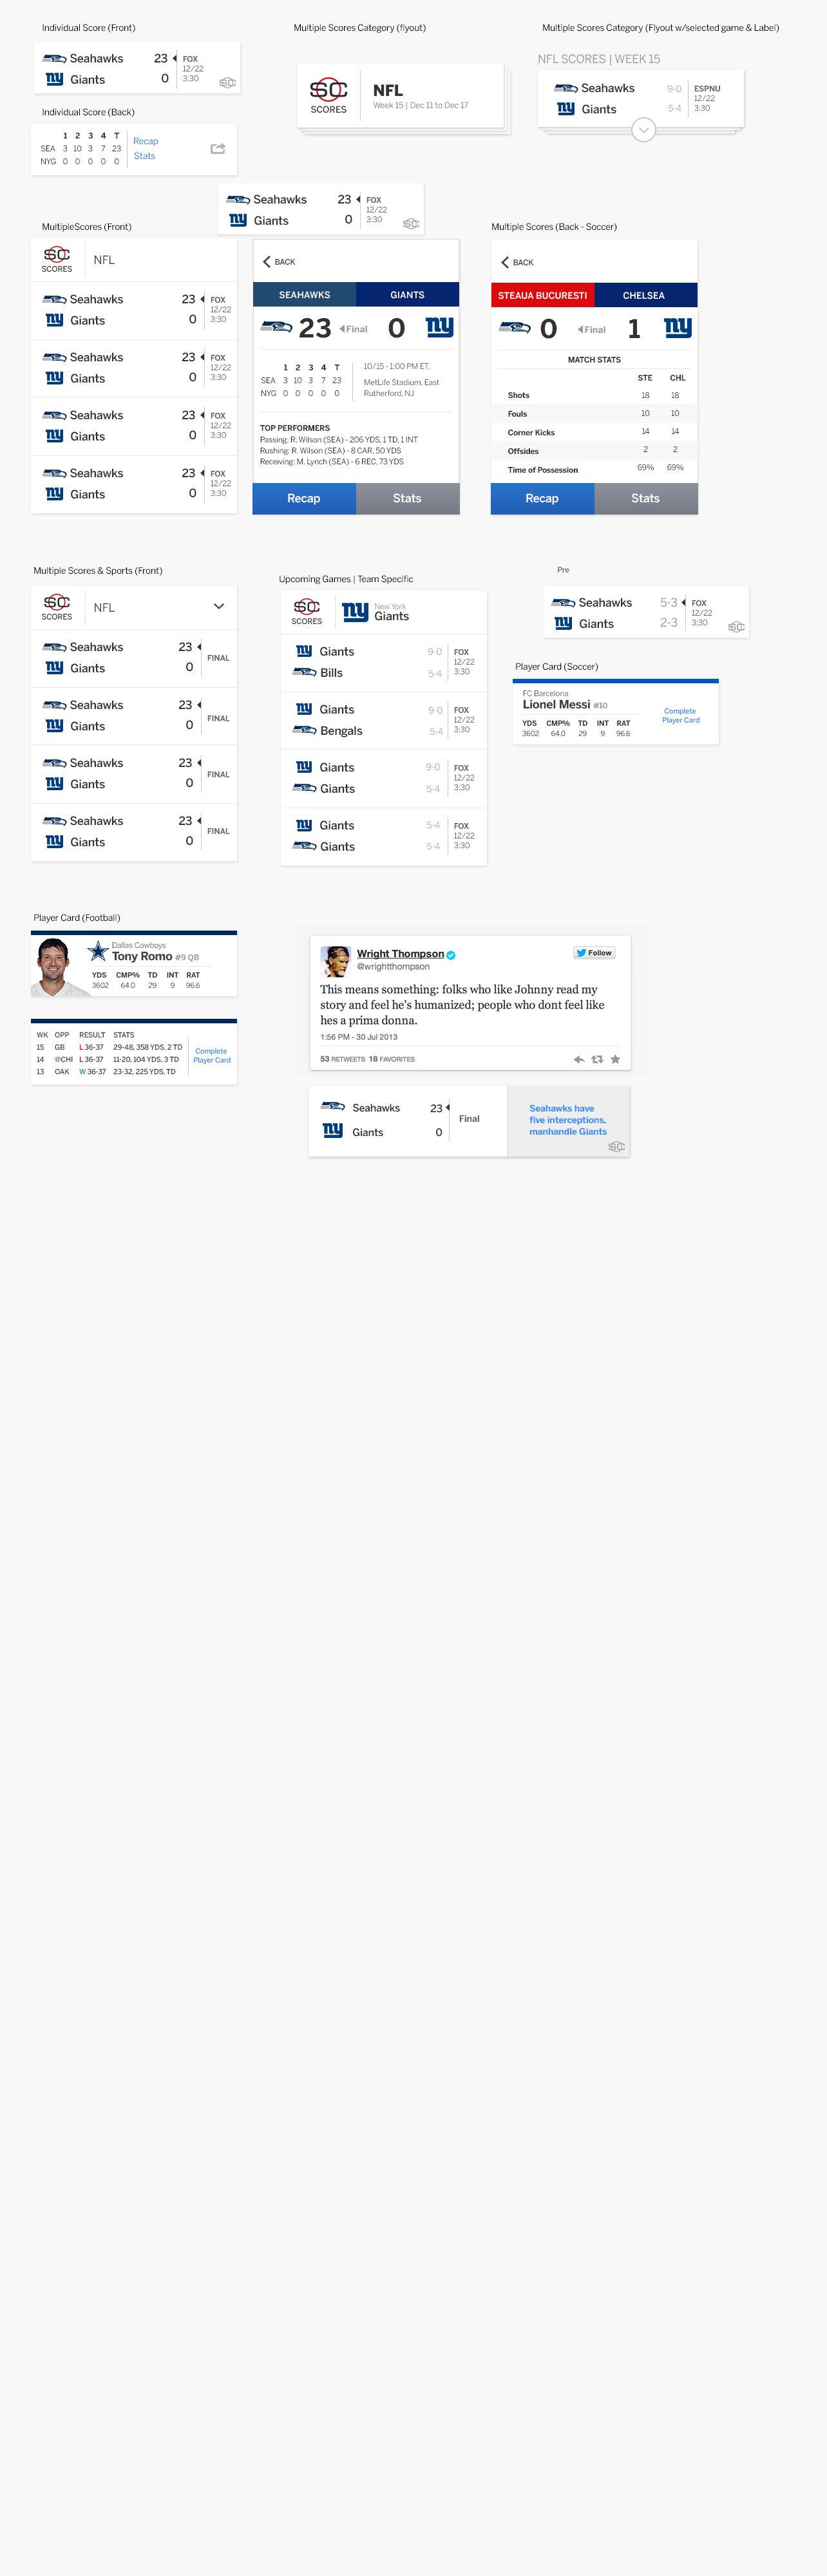 Individual Score (Front)
Seahawks 23 FOX
12/22
Giants 0 3:30
SC
Individual Score (Back)
1 2 3 4 T
SEA 3 10 3 7 23
NYG 0 0 0 0 0
Recap
Stats
Multiple Scores Category (flyout)
SC
SCORES
NFL
Week 15 | Dec 11 to Dec 17
Multiple Scores Category (Flyout w/selected game & Label)
NFL SCORES | WEEK 15
Seahawks 9-0 ESPNU
12/22
Giants 5-4 3:30
Seahawks 23 FOX
12/22
Giants 0 3:30
SC
MultipleScores (Front)
SC
SCORES
NFL
Seahawks 23 FOX
12/22
Giants 0 3:30
Seahawks 23 FOX
12/22
Giants 0 3:30
Seahawks 23 FOX
12/22
Giants 0 3:30
Seahawks 23 FOX
12/22
Giants 0 3:30
BACK
SEAHAWKS GIANTS
23 Final 0 ny
1 2 3 4 T
SEA 3 10 3 7 23
NYG 0 0 0 0 0
10/15 - 1:00 PM ET,
MetLife Stadium, East
Rutherford, NJ
TOP PERFORMERS
Passing: R. Wilson (SEA) - 206 YDS, 1 TD, 1 INT
Rushing: R. Wilson (SEA) - 8 CAR, 50 YDS
Receiving: M. Lynch (SEA) - 6 REC, 73 YDS
Recap Stats
Multiple Scores (Back - Soccer)
BACK
STEAUA BUCURESTI CHELSEA
0 Final 1 ny
MATCH STATS
STE CHL
Shots 18 18
Fouls 10 10
Corner Kicks 14 14
Offsides 2 2
Time of Possession 69% 69%
Recap Stats
Multiple Scores & Sports (Front)
SC
SCORES
NFL
Seahawks 23
FINAL
Giants 0
Seahawks 23
FINAL
Giants 0
Seahawks 23
FINAL
Giants 0
Seahawks 23
FINAL
Giants 0
Upcoming Games | Team Specific
SC
SCORES
ny
New York
Giants
Giants 9-0 FOX
12/22
Bills 5-4 3:30
Giants 9-0 FOX
12/22
Bengals 5-4 3:30
Giants 9-0 FOX
12/22
Giants 5-4 3:30
Giants 5-4 FOX
12/22
Giants 5-4 3:30
Pre
Seahawks 5-3 FOX
12/22
Giants 2-3 3:30
SC
Player Card (Soccer)
FC Barcelona
Lionel Messi #10
YDS CMP% TD INT RAT
3602 64.0 29 9 96.6
Complete
Player Card
Player Card (Football)
Dallas Cowboys
Tony Romo #9 QB
YDS CMP% TD INT RAT
3602 64.0 29 9 96.6
WK OPP RESULT STATS
15 GB L 36-37 29-48, 358 YDS, 2 TD
14 @CHI L 36-37 11-20, 104 YDS, 3 TD
13 OAK W 36-37 23-32, 225 YDS, TD
Complete
Player Card
Wright Thompson
@wrightthompson
Follow
This means something: folks who like Johnny read my
story and feel he's humanized; people who dont feel like
hes a prima donna.
1:56 PM - 30 Jul 2013
53 RETWEETS 18 FAVORITES
Seahawks 23
Final
Giants 0
Seahawks have
five interceptions,
manhandle Giants
SC